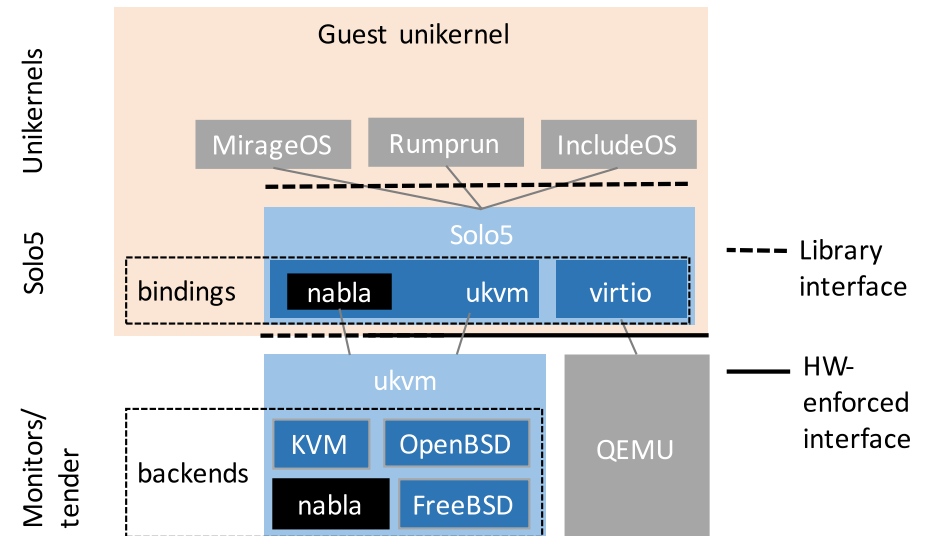 Unikernels
Guest unikernel
MirageOS
Rumprun
IncludeOS
Solo5
Solo5
bindings
nabla
ukvm
virtio
Library
interface
HW-
enforced
interface
Monitors/
tender
ukvm
backends
KVM
OpenBSD
nabla
FreeBSD
QEMU